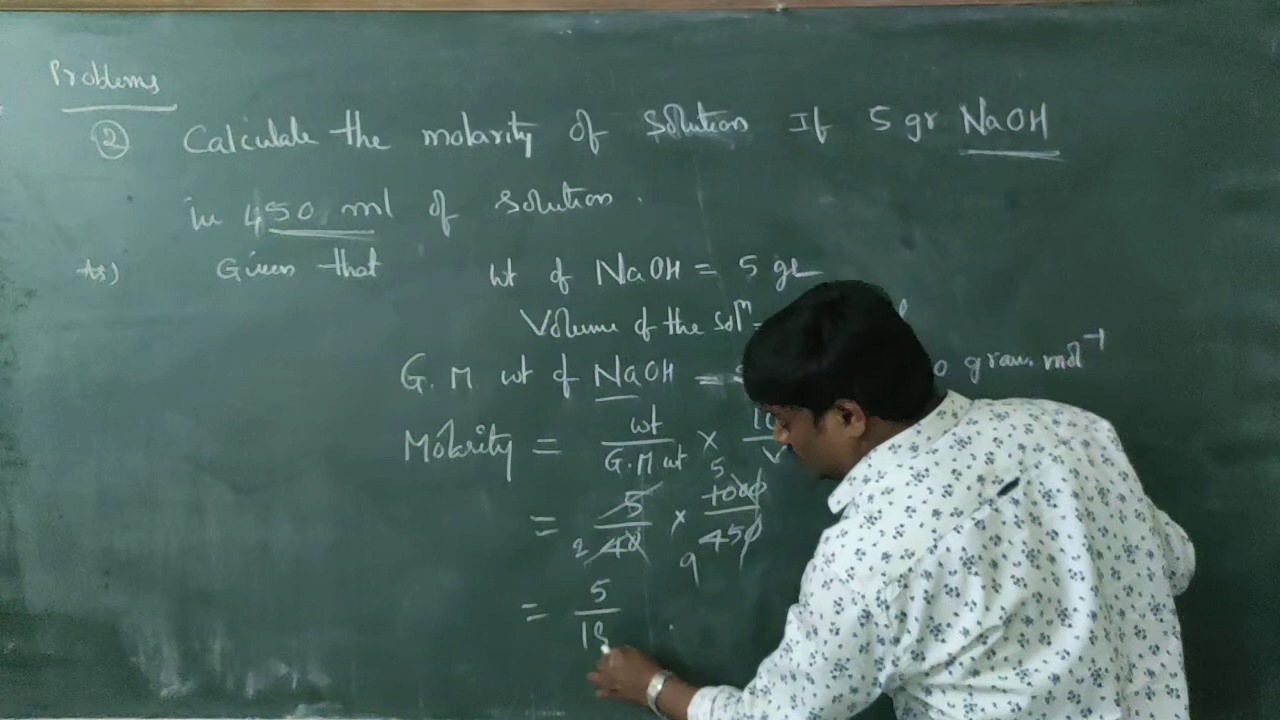 Problems
② Calculate the molarity of solution If 5 gr NaOH
in 450 ml of solution.
Given that wt of NaOH = 5 gr
Volume of the solⁿ =
G.M wt of NaOH = 0 gram. mol⁻¹
Molarity = wt / G.M wt × 10 / V
= 5 / 2 40 × 5 1000 / 9 450
= 5 / 18